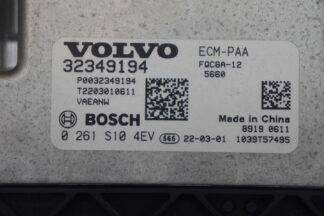 VOLVO
ECM-PAA
32349194
FQC6A-12
P0032349194
5660
T2203010611
VAEANW
Made in China
BOSCH
8919 0611
0 261 S10 4EV
S65
22-03-01
1039T57495